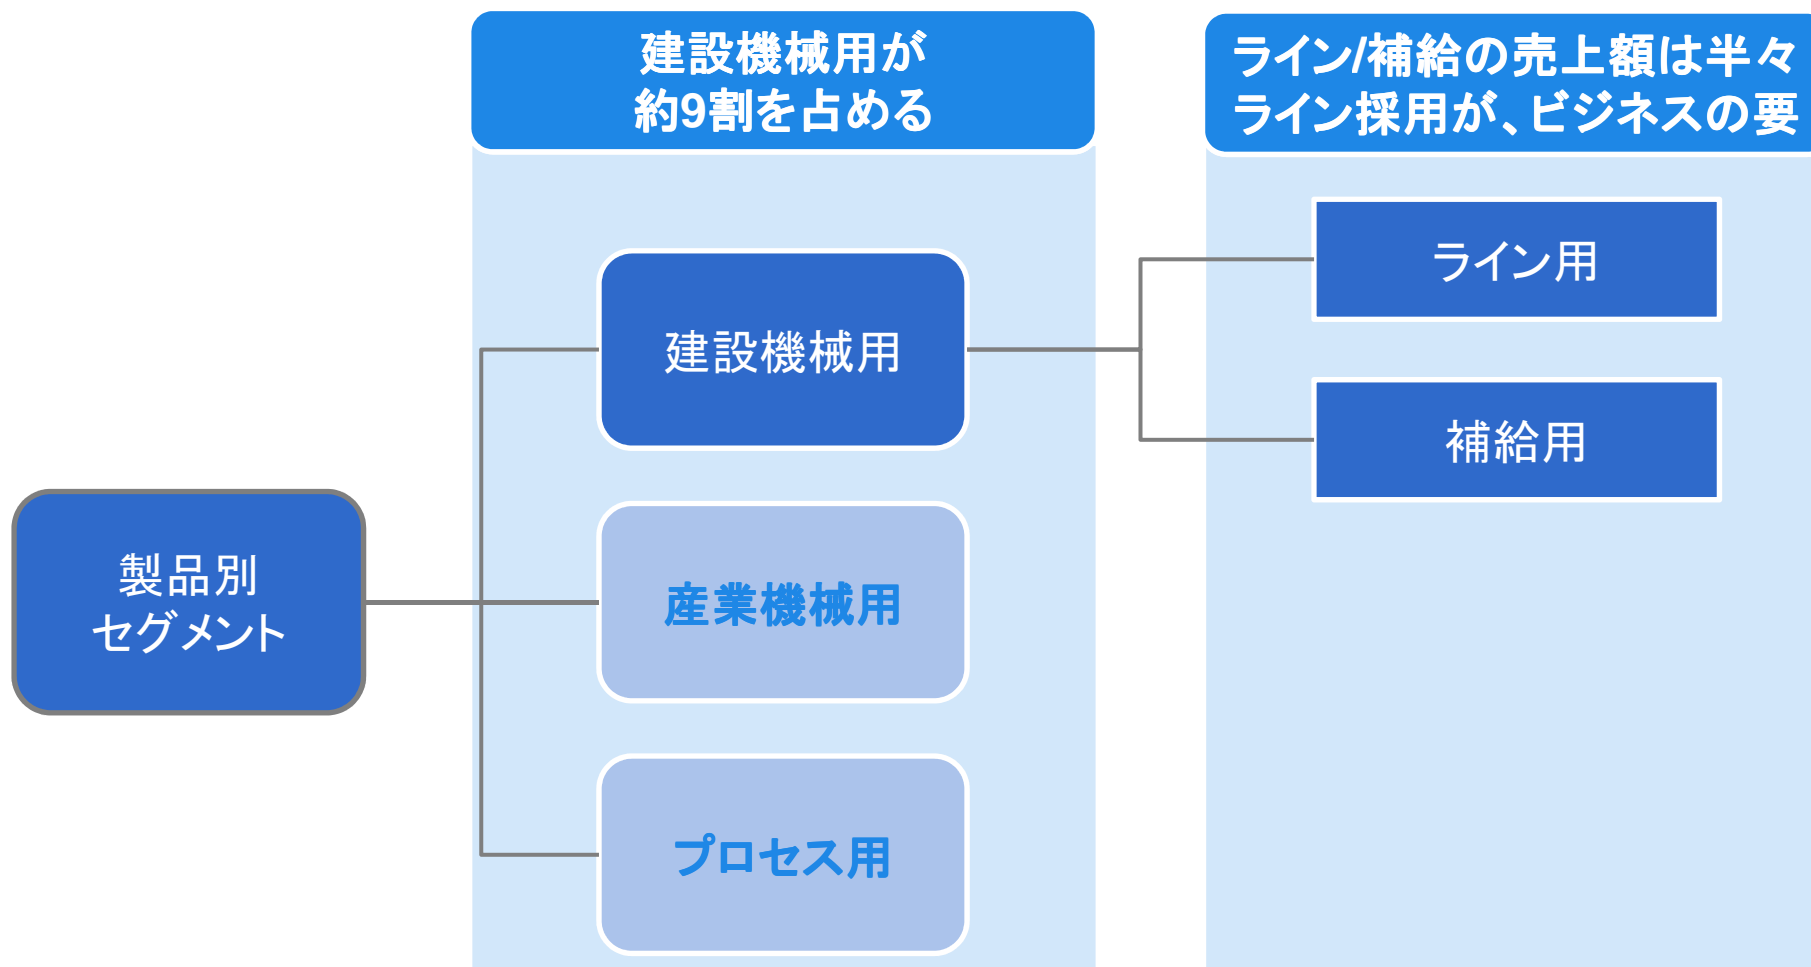 建設機械用が
約9割を占める
ライン/補給の売上額は半々
ライン採用が、ビジネスの要
ライン用
建設機械用
補給用
製品別
セグメント
産業機械用
プロセス用